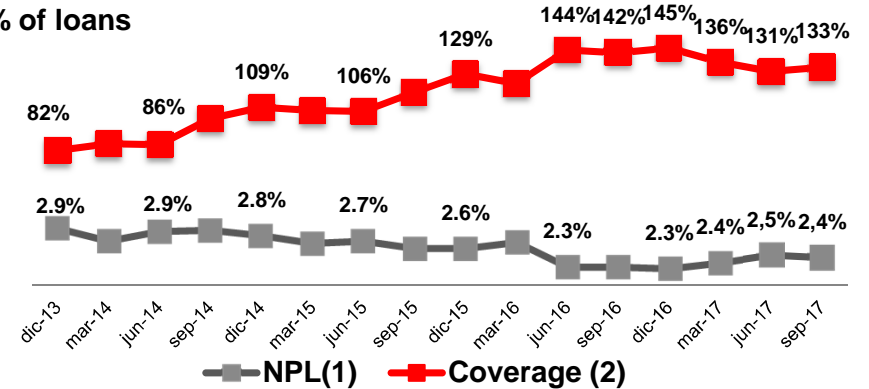 % of loans
144% 142% 145% 136% 131% 133%
129%
109% 106%
82% 86%
2.9% 2.9% 2.8% 2.7% 2.6% 2.3% 2.3% 2.4% 2,5% 2,4%
dic-13 mar-14 jun-14 sep-14 dic-14 mar-15 jun-15 sep-15 dic-15 mar-16 jun-16 sep-16 dic-16 mar-17 jun-17 sep-17
NPL(1) Coverage (2)